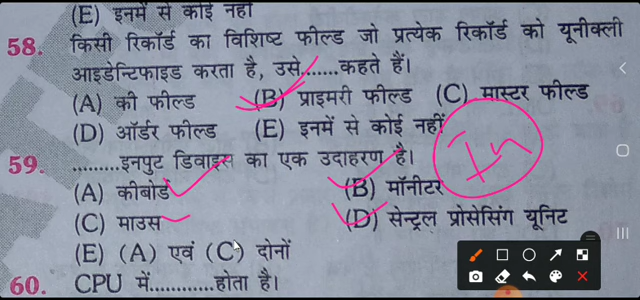 (E) इनमें से कोई नहीं
58. किसी रिकॉर्ड का विशिष्ट फील्ड जो प्रत्येक रिकॉर्ड को यूनीक्ली
आइडेन्टिफाइड करता है, उसे......कहते हैं।
(A) की फील्ड (B) प्राइमरी फील्ड (C) मास्टर फील्ड
(D) ऑर्डर फील्ड (E) इनमें से कोई नहीं
In
59. .........इनपुट डिवाइस का एक उदाहरण है।
(A) कीबोर्ड (B) मॉनीटर
(C) माउस (D) सेन्ट्रल प्रोसेसिंग यूनिट
(E) (A) एवं (C) दोनों
60. CPU में............होता है।